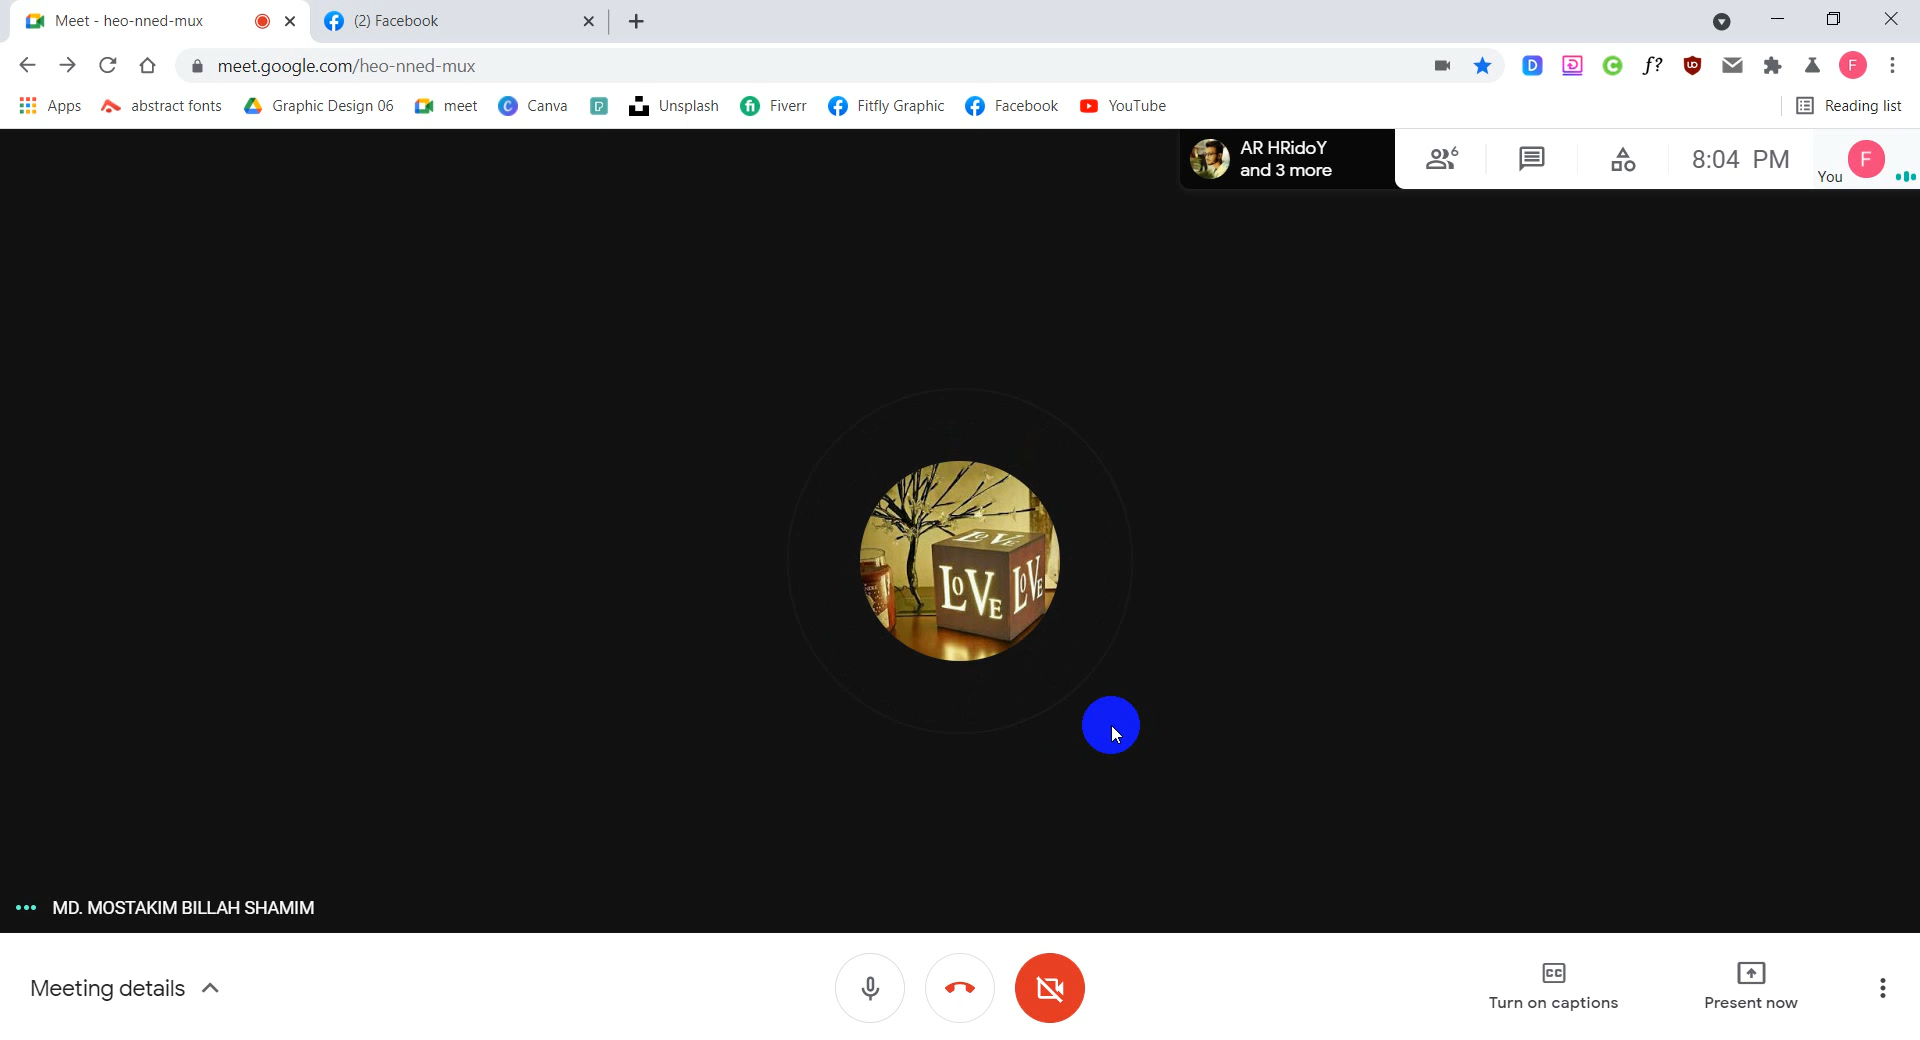 Meet - heo-nned-mux
(2) Facebook
meet.google.com/heo-nned-mux
D
f?
F
Apps
abstract fonts
Graphic Design 06
meet
Canva
Unsplash
Fiverr
Fitfly Graphic
Facebook
YouTube
Reading list
AR HRidoY
and 3 more
6
8:04 PM
You
F
LOVE
LOVE
LOVE
MD. MOSTAKIM BILLAH SHAMIM
Meeting details
CC
Turn on captions
Present now